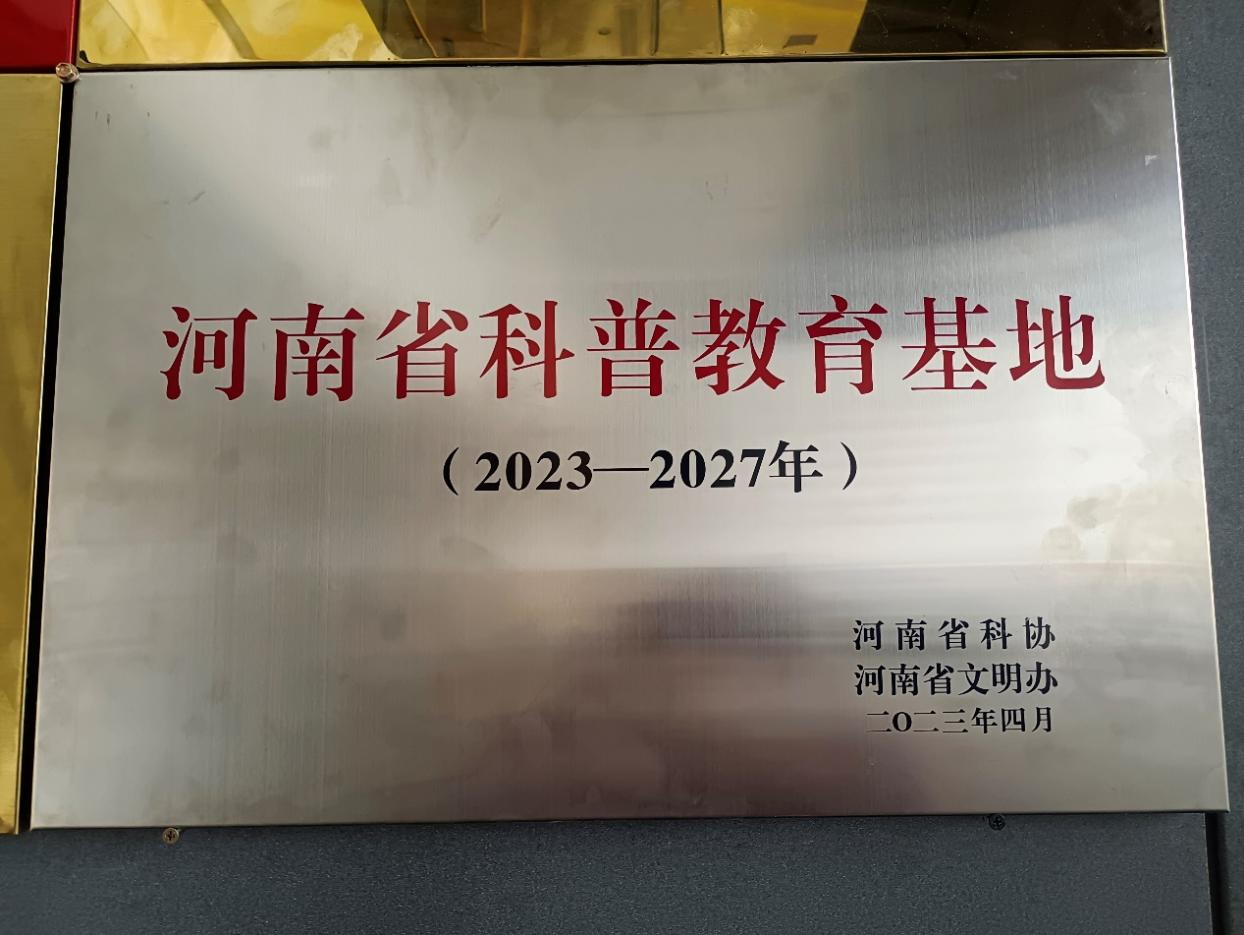 河南省科普教育基地
（2023—2027年）
河南省科协
河南省文明办
二〇二三年四月